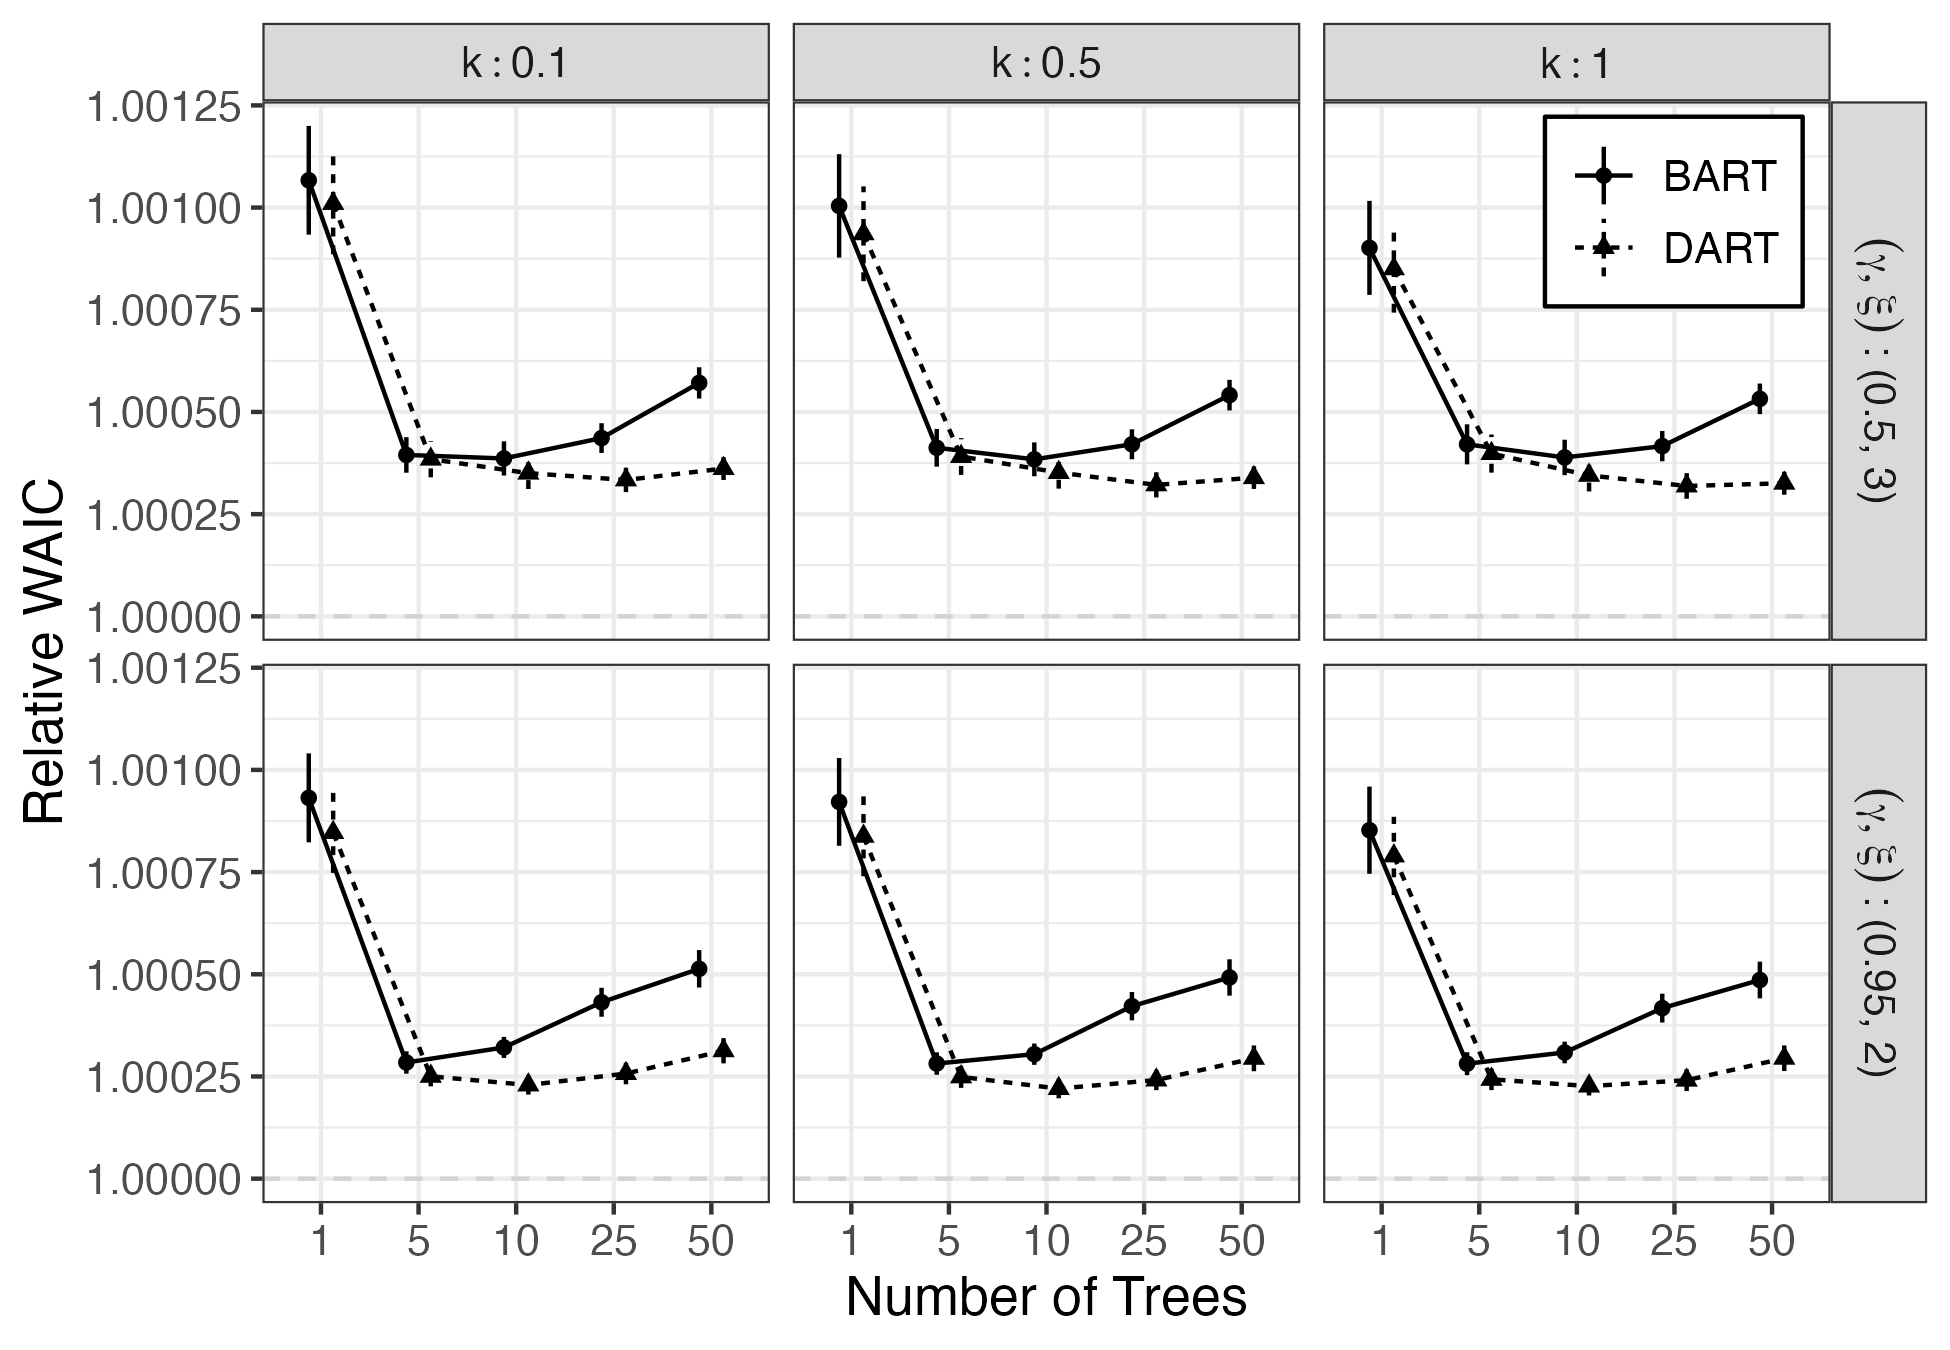 k : 0.1
k : 0.5
k : 1
1.00125
1.00100
1.00075
1.00050
1.00025
1.00000
BART
DART
(γ, ξ) : (0.5, 3)
Relative WAIC
1.00125
1.00100
1.00075
1.00050
1.00025
1.00000
(γ, ξ) : (0.95, 2)
1 5 10 25 50
1 5 10 25 50
1 5 10 25 50
Number of Trees